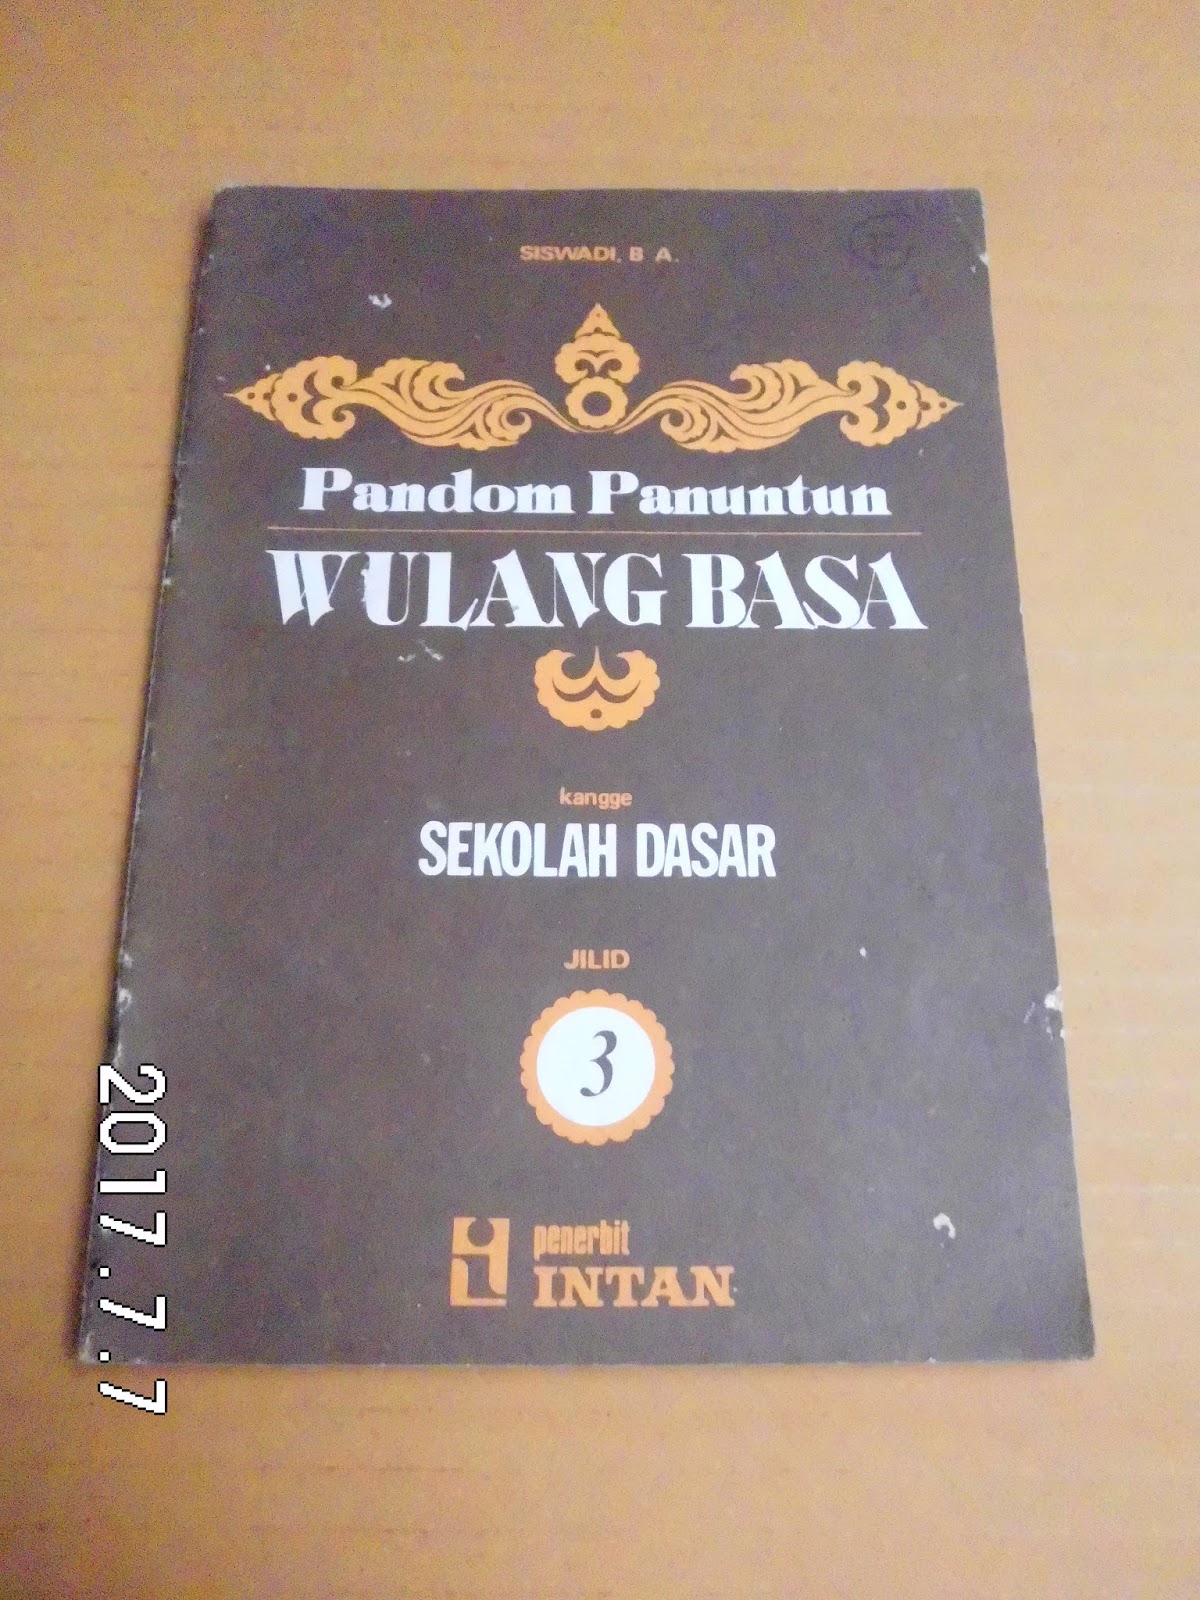 SISWADI, B A.
Pandom Panuntun
WULANG BASA
kangge
SEKOLAH DASAR
JILID
3
penerbit
INTAN
2017.7.7